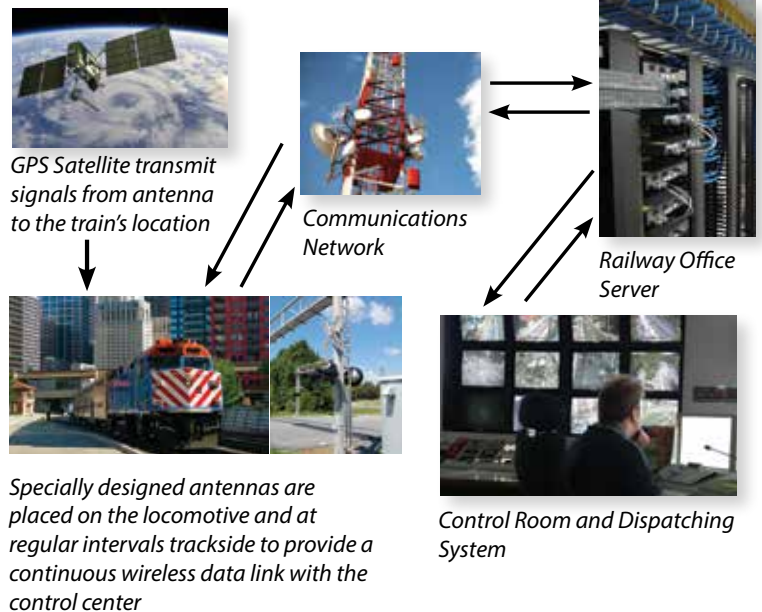 GPS Satellite transmit
signals from antenna
to the train's location
Communications
Network
Railway Office
Server
Specially designed antennas are
placed on the locomotive and at
regular intervals trackside to provide a
continuous wireless data link with the
control center
Control Room and Dispatching
System